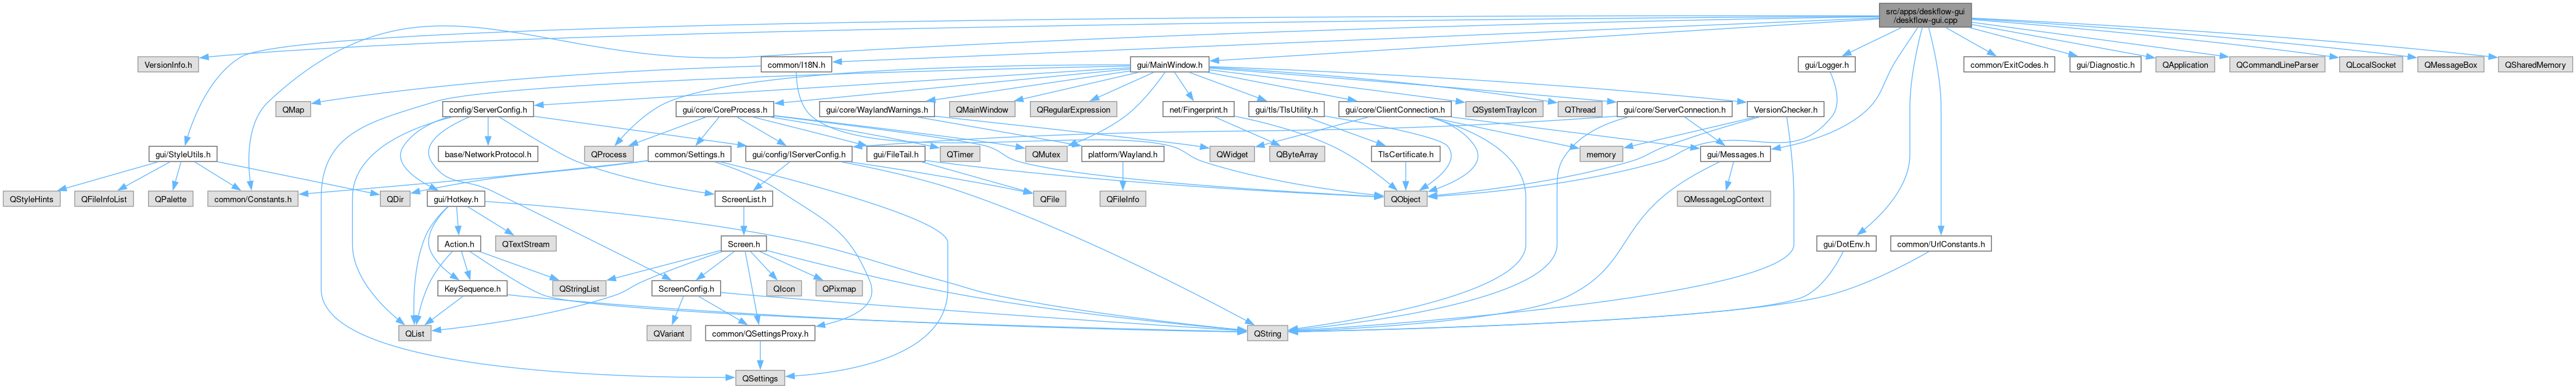 src/apps/deskflow-gui
/deskflow-gui.cpp
VersionInfo.h
common/I18N.h
gui/MainWindow.h
gui/Logger.h
common/ExitCodes.h
gui/Diagnostic.h
QApplication
QCommandLineParser
QLocalSocket
QMessageBox
QSharedMemory
QMap
config/ServerConfig.h
gui/core/CoreProcess.h
gui/core/WaylandWarnings.h
QMainWindow
QRegularExpression
net/Fingerprint.h
gui/tls/TlsUtility.h
gui/core/ClientConnection.h
QSystemTrayIcon
QThread
gui/core/ServerConnection.h
VersionChecker.h
gui/StyleUtils.h
base/NetworkProtocol.h
QProcess
common/Settings.h
gui/config/IServerConfig.h
gui/FileTail.h
QTimer
QMutex
platform/Wayland.h
QWidget
QByteArray
TlsCertificate.h
memory
gui/Messages.h
QStyleHints
QFileInfoList
QPalette
common/Constants.h
QDir
gui/Hotkey.h
ScreenList.h
QFile
QFileInfo
QObject
QMessageLogContext
Action.h
QTextStream
Screen.h
gui/DotEnv.h
common/UrlConstants.h
KeySequence.h
QStringList
ScreenConfig.h
QIcon
QPixmap
QList
QVariant
common/QSettingsProxy.h
QString
QSettings